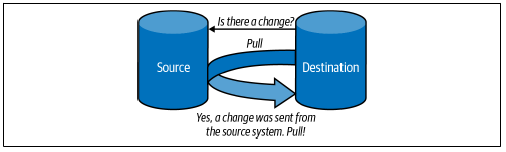 Is there a change?
Pull
Source
Destination
Yes, a change was sent from
the source system. Pull!